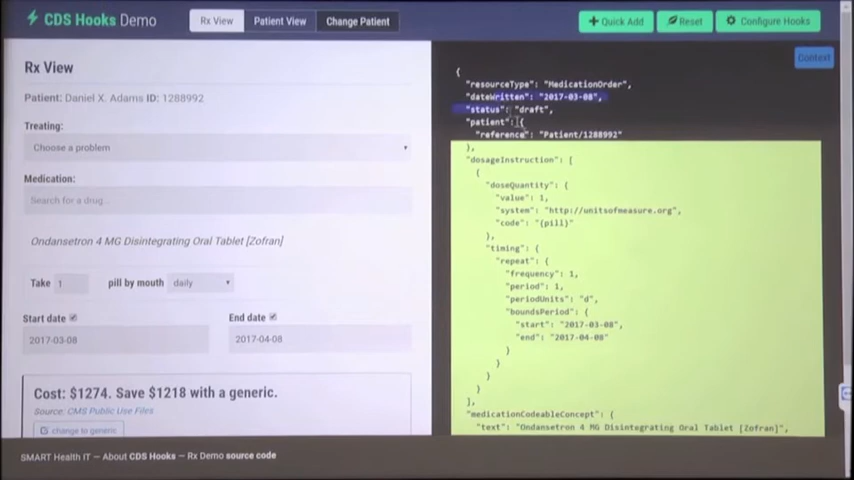 CDS Hooks Demo
Rx View
Patient View
Change Patient
Quick Add
Reset
Configure Hooks
Rx View
Patient: Daniel X. Adams ID: 1288992
Treating:
Choose a problem
Medication:
Search for a drug...
Ondansetron 4 MG Disintegrating Oral Tablet [Zofran]
Take 1 pill by mouth daily
Start date
End date
2017-03-08
2017-04-08
Cost: $1274. Save $1218 with a generic.
Source: CMS Public Use Files
change to generic
Context
{
"resourceType": "MedicationOrder",
"dateWritten": "2017-03-08",
"status": "draft",
"patient": {
"reference": "Patient/1288992"
},
"dosageInstruction": [
{
"doseQuantity": {
"value": 1,
"system": "http://unitsofmeasure.org",
"code": "{pill}"
},
"timing": {
"repeat": {
"frequency": 1,
"period": 1,
"periodUnits": "d",
"boundsPeriod": {
"start": "2017-03-08",
"end": "2017-04-08"
}
}
}
}
],
"medicationCodeableConcept": {
"text": "Ondansetron 4 MG Disintegrating Oral Tablet [Zofran]",
SMART Health IT — About CDS Hooks — Rx Demo source code